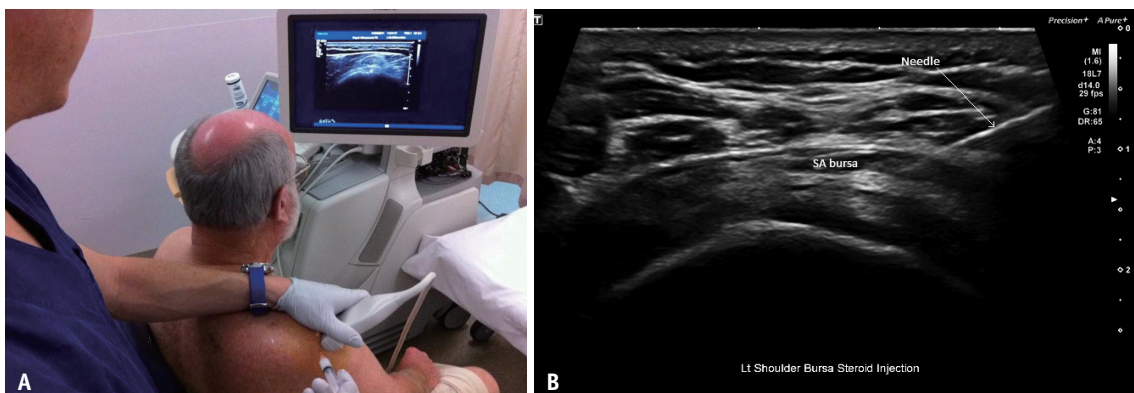 A
T
Precision+ A Pure+
0
MI
(1.6)
18L7
d14.0
29 fps
G:81
DR:65
A:4
P:3
1
2
Needle
SA bursa
Lt Shoulder Bursa Steroid Injection
B